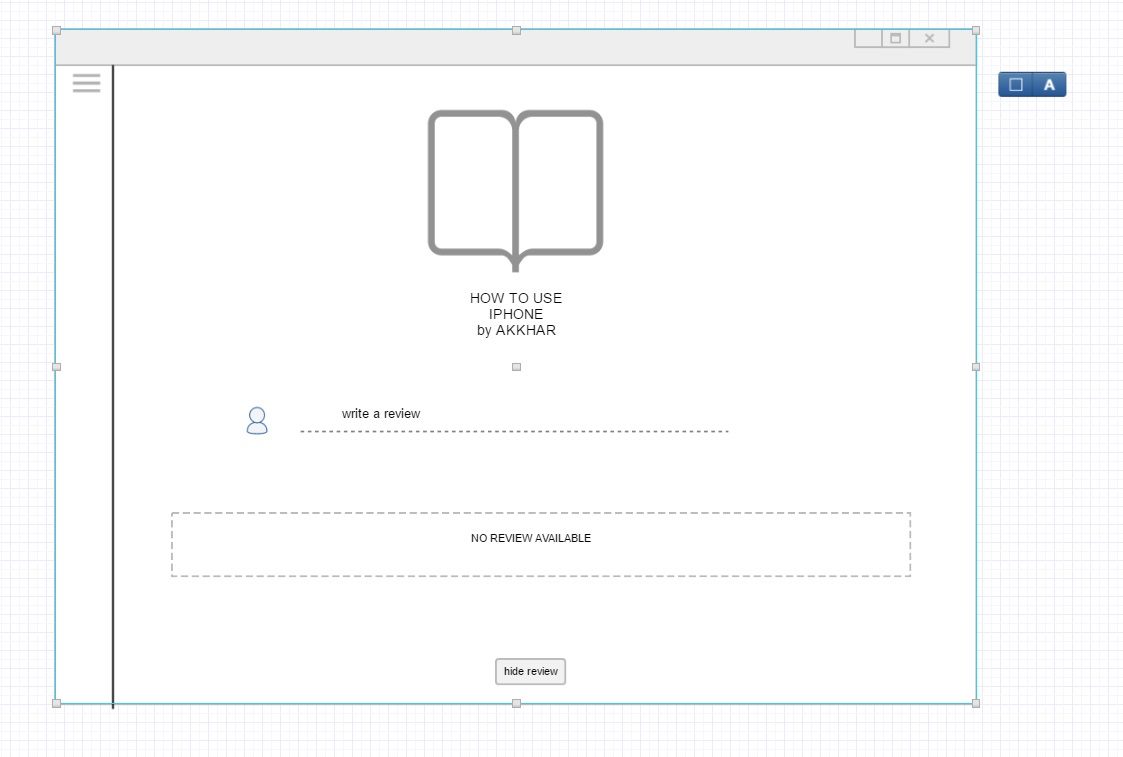 A
HOW TO USE
IPHONE
by AKKHAR
write a review
NO REVIEW AVAILABLE
hide review